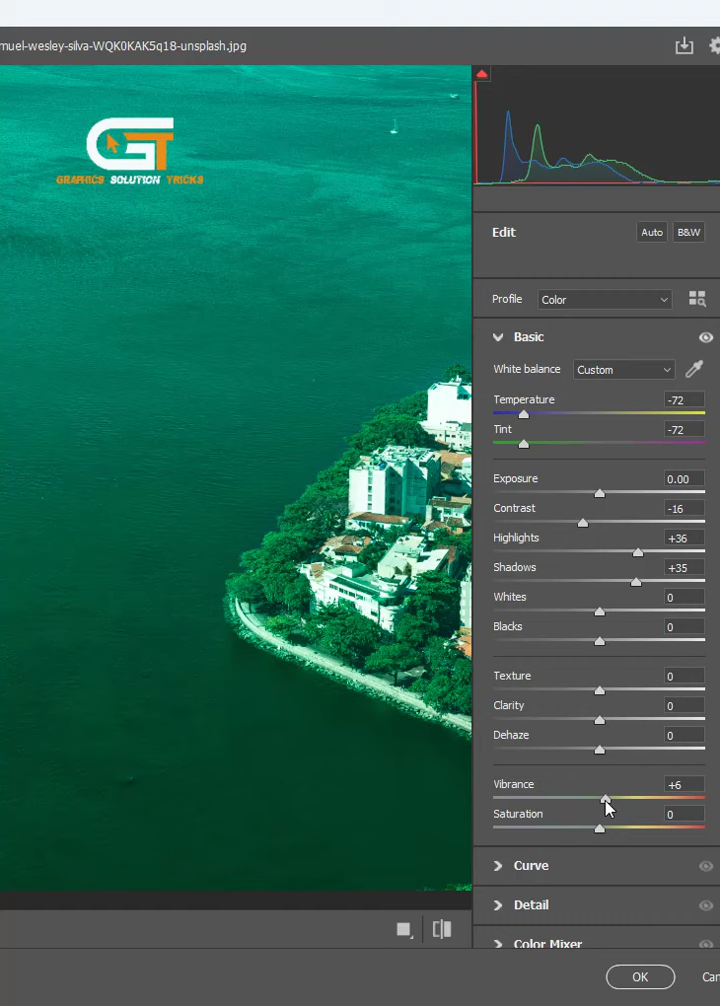 muel-wesley-silva-WQK0KAK5q18-unsplash.jpg
GT
GRAPHICS SOLUTION TRICKS
Edit
Auto
B&W
Profile
Color
Basic
White balance
Custom
Temperature
-72
Tint
-72
Exposure
0.00
Contrast
-16
Highlights
+36
Shadows
+35
Whites
0
Blacks
0
Texture
0
Clarity
0
Dehaze
0
Vibrance
+6
Saturation
0
Curve
Detail
Color Mixer
OK
Can